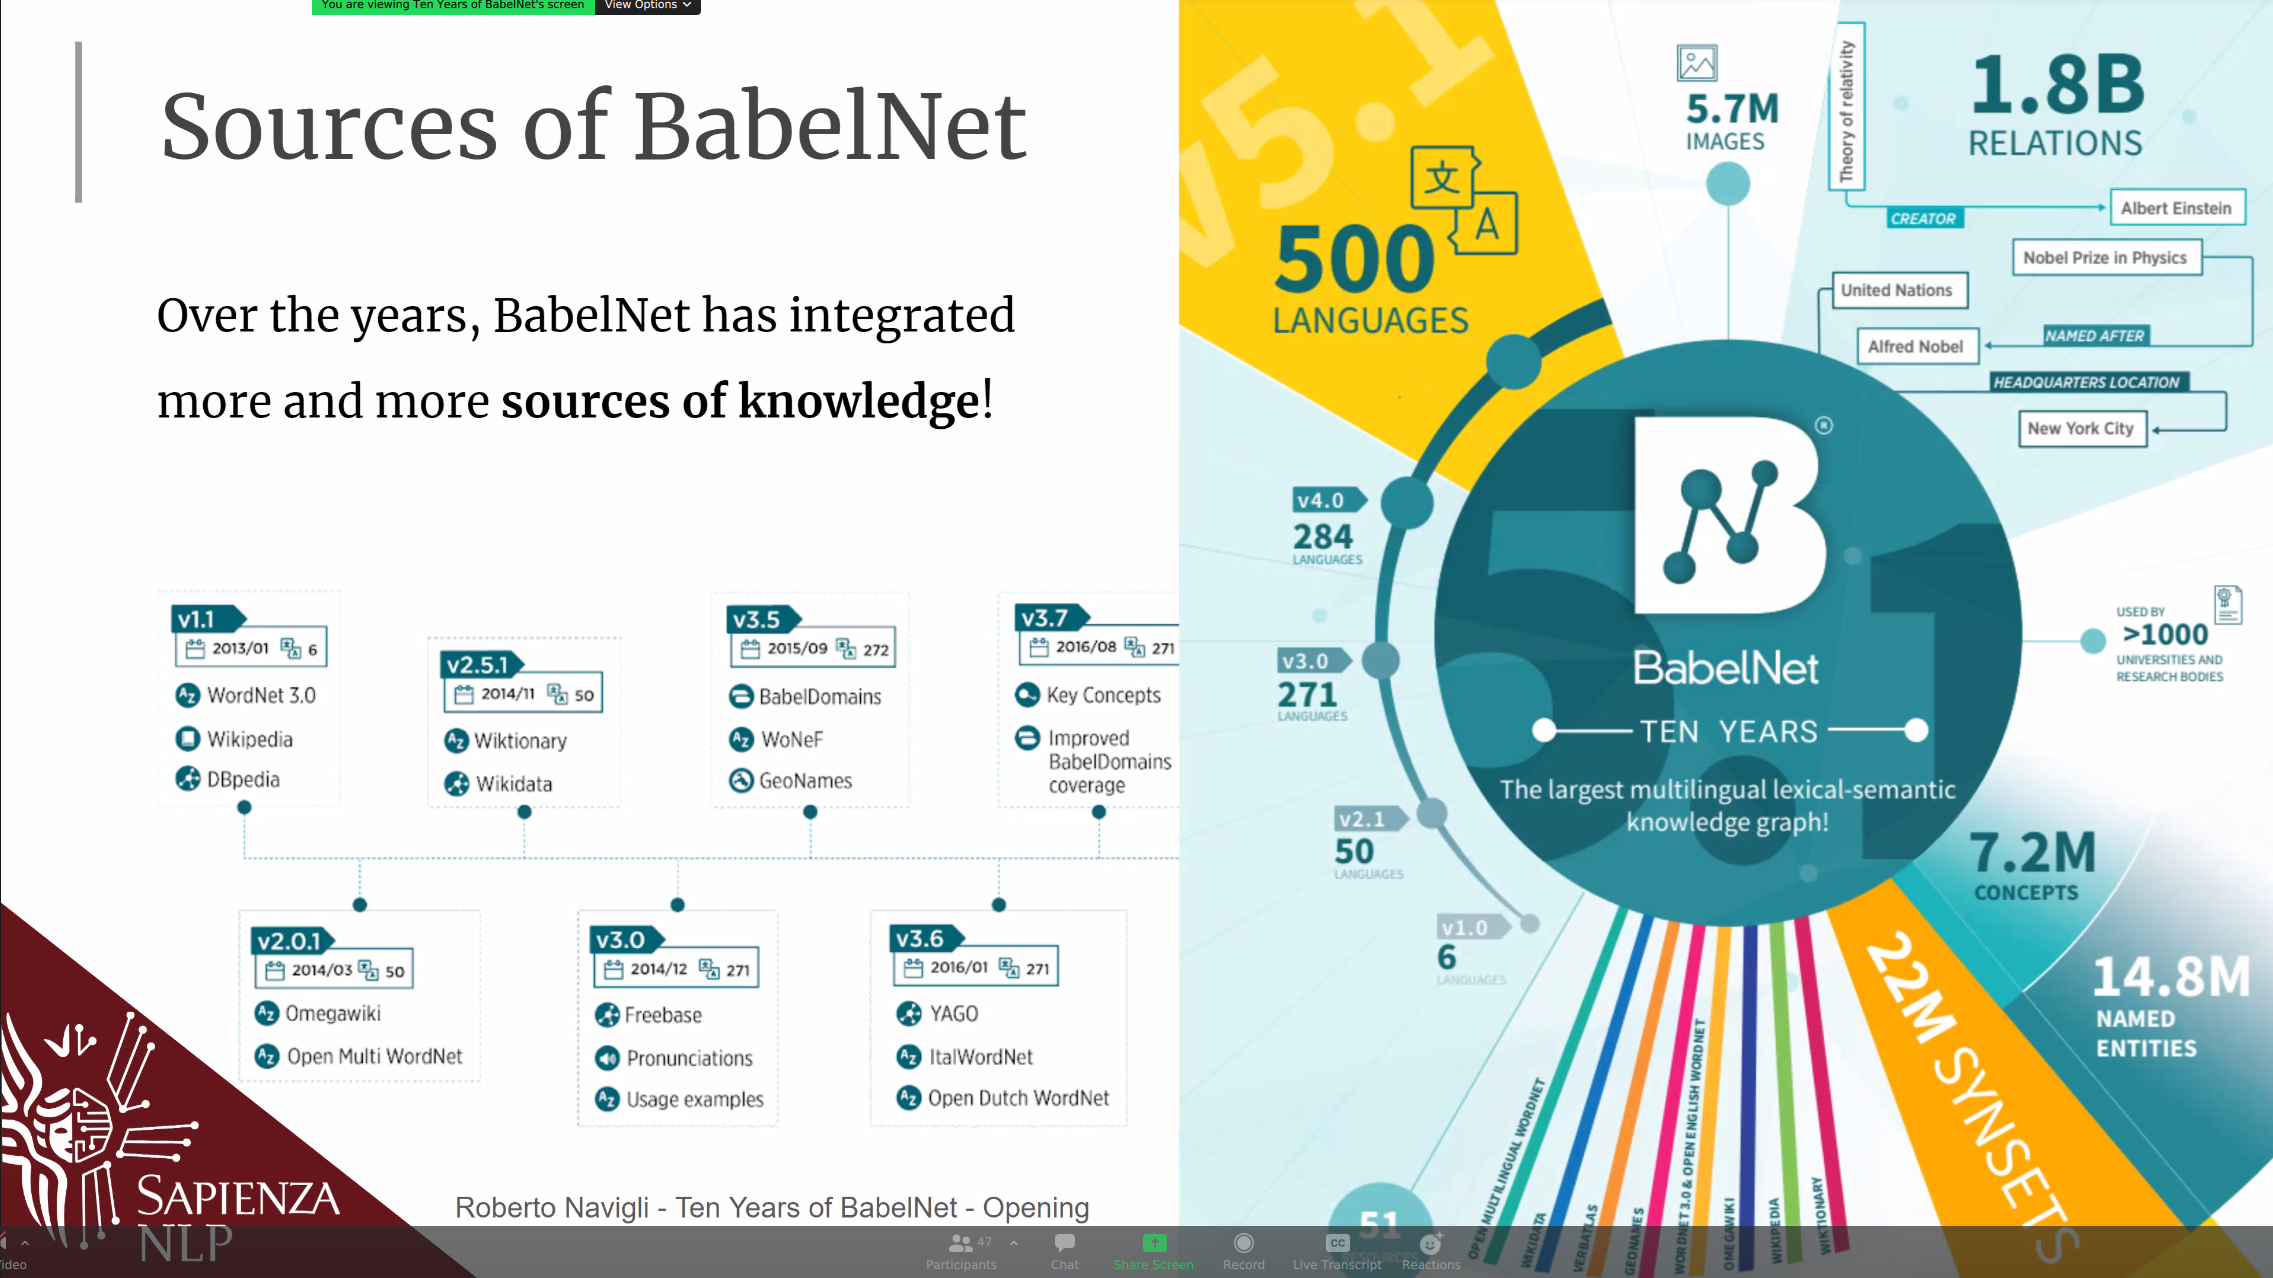 You are viewing Ten Years of BabelNet's screen
View Options
Sources of BabelNet
Over the years, BabelNet has integrated
more and more sources of knowledge!
v1.1
2013/01 6
WordNet 3.0
Wikipedia
DBpedia
v2.5.1
2014/11 50
Wiktionary
Wikidata
v3.5
2015/09 272
BabelDomains
WoNeF
GeoNames
v3.7
2016/08 271
Key Concepts
Improved
BabelDomains
coverage
v2.0.1
2014/03 50
Omegawiki
Open Multi WordNet
v3.0
2014/12 271
Freebase
Pronunciations
Usage examples
v3.6
2016/01 271
YAGO
ItalWordNet
Open Dutch WordNet
SAPIENZA
NLP
Roberto Navigli - Ten Years of BabelNet - Opening
v5.1
文
A
500
LANGUAGES
5.7M
IMAGES
1.8B
RELATIONS
Theory of relativity
CREATOR
Albert Einstein
Nobel Prize in Physics
United Nations
NAMED AFTER
Alfred Nobel
HEADQUARTERS LOCATION
New York City
v4.0
284
LANGUAGES
v3.0
271
LANGUAGES
v2.1
50
LANGUAGES
v1.0
6
LANGUAGES
5.1
®
BabelNet
TEN YEARS
The largest multilingual lexical-semantic
knowledge graph!
USED BY
>1000
UNIVERSITIES AND
RESEARCH BODIES
7.2M
CONCEPTS
14.8M
NAMED
ENTITIES
22M SYNSETS
51
RESOURCES
OPEN MULTILINGUAL WORDNET
WIKIDATA
VERBATLAS
GEONAMES
WORDNET 3.0 & OPEN ENGLISH WORDNET
OMEGAWIKI
WIKIPEDIA
WIKTIONARY
47
Participants
Chat
Share Screen
Record
CC
Live Transcript
Reactions